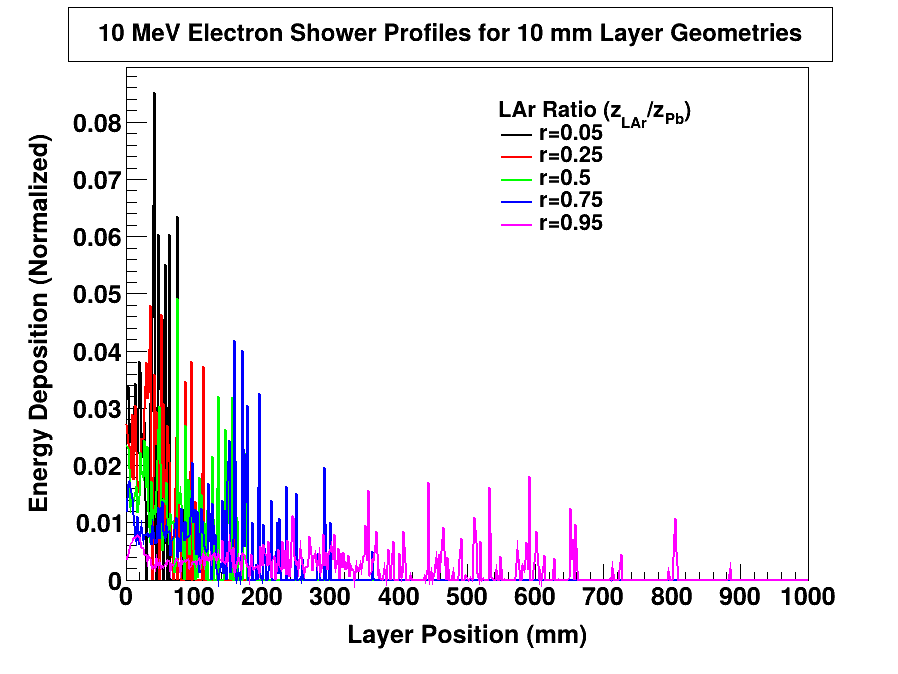 10 MeV Electron Shower Profiles for 10 mm Layer Geometries
Energy Deposition (Normalized)
0.08
0.07
0.06
0.05
0.04
0.03
0.02
0.01
0
LAr Ratio (z_LAr/z_Pb)
r=0.05
r=0.25
r=0.5
r=0.75
r=0.95
0 100 200 300 400 500 600 700 800 900 1000
Layer Position (mm)